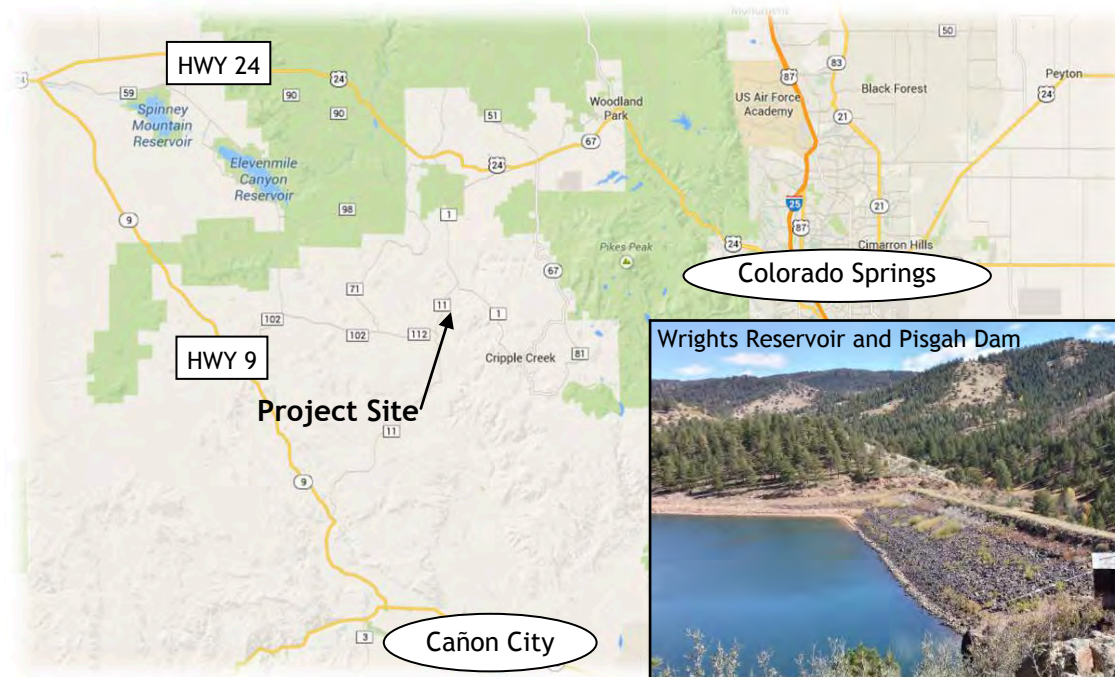 Monument
50
HWY 24
24
83
87
59
90
Spinney
Mountain
Reservoir
90
51
Woodland
Park
US Air Force
Academy
Black Forest
Peyton
24
21
67
24
Elevenmile
Canyon
Reservoir
98
1
9
25
21
87
Pikes Peak
24
Cimarron Hills
67
Colorado Springs
71
11
1
102
102
112
Cripple Creek
81
HWY 9
Project Site
11
9
3
Cañon City
Wrights Reservoir and Pisgah Dam